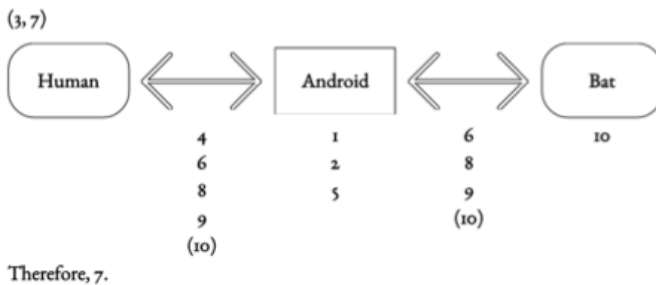 (3, 7)
Human Android Bat
4 1 6 10
6 2 8
8 5 9
9 (10)
(10)
Therefore, 7.